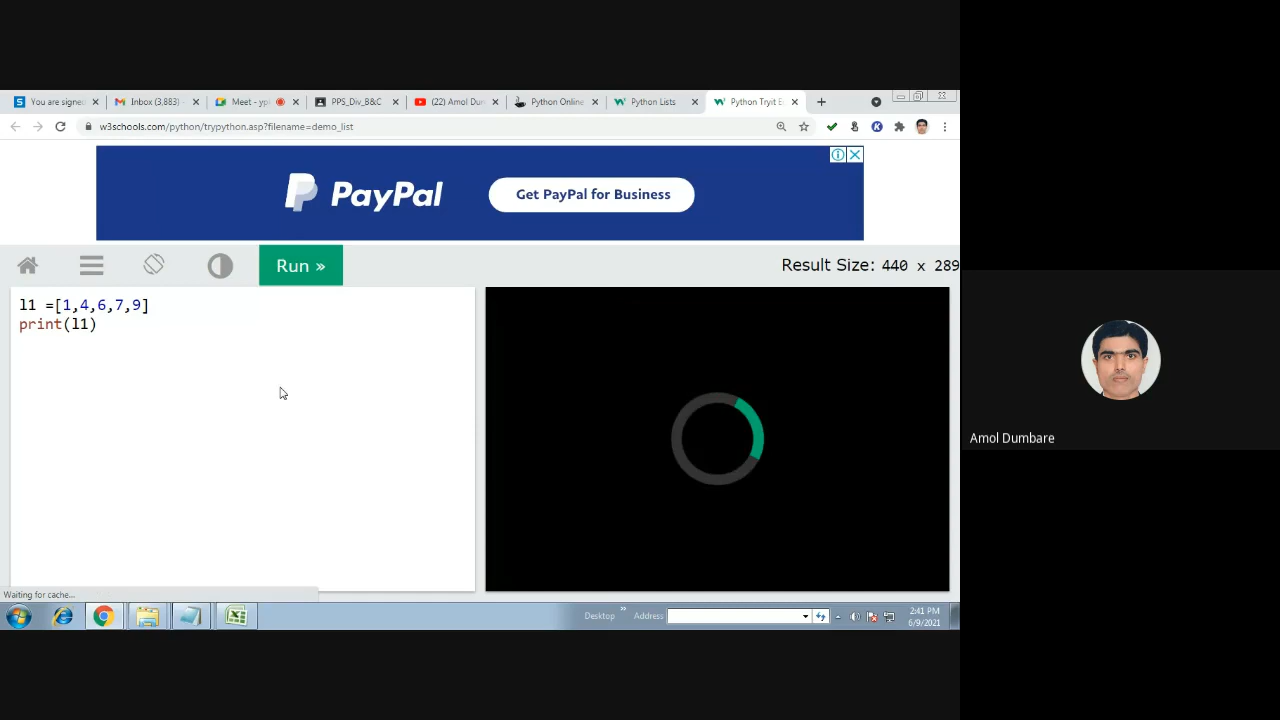 You are signe
Inbox (3,883)
Meet - yp
PPS_Div_B&C
(22) Amol Dur
Python Online
Python Lists
Python Tryit E
w3schools.com/python/trypython.asp?filename=demo_list
PayPal
Get PayPal for Business
Run »
Result Size: 440 x 289
l1 =[1,4,6,7,9]
print(l1)
Amol Dumbare
Waiting for cache...
Desktop
Address
2:41 PM
6/9/2021